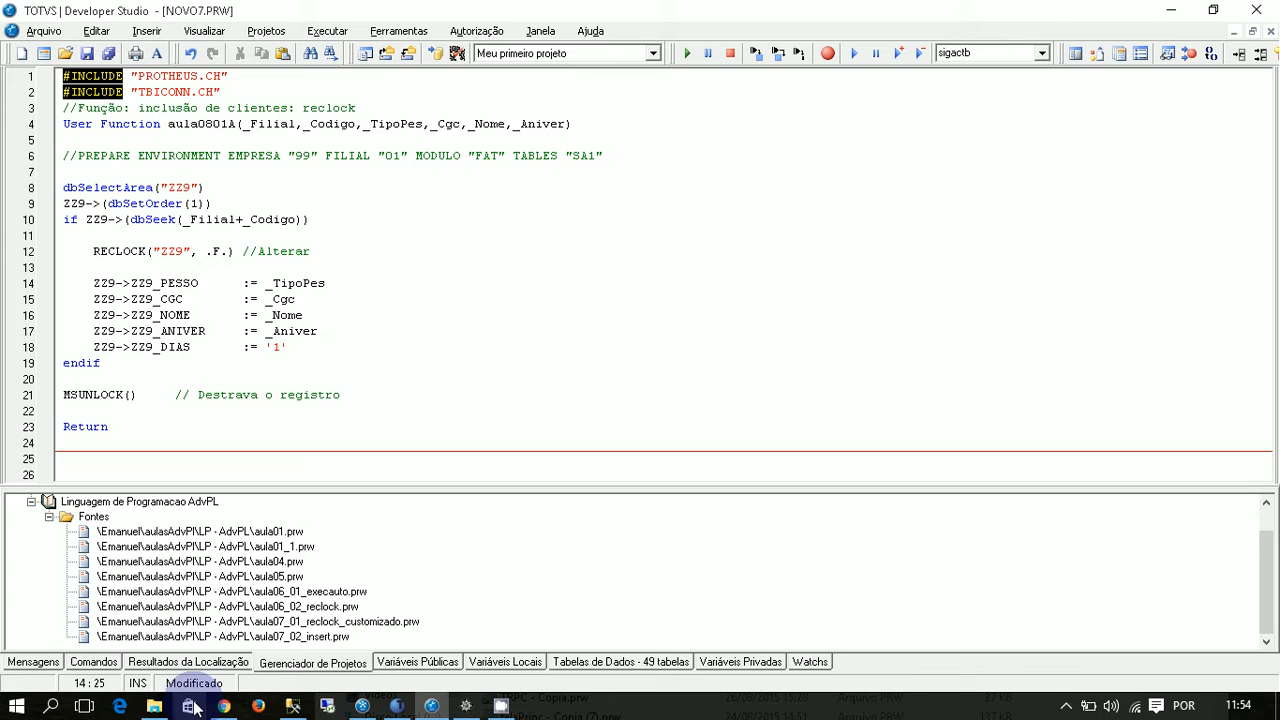 TOTVS | Developer Studio - [NOVO7.PRW]
Arquivo Editar Inserir Visualizar Projetos Executar Ferramentas Autorização Janela Ajuda
Meu primeiro projeto sigactb
1 #INCLUDE "PROTHEUS.CH"
2 #INCLUDE "TBICONN.CH"
3 //Função: inclusão de clientes: reclock
4 User Function aula0801A(_Filial,_Codigo,_TipoPes,_Cgc,_Nome,_Aniver)
5
6 //PREPARE ENVIRONMENT EMPRESA "99" FILIAL "01" MODULO "FAT" TABLES "SA1"
7
8 dbSelectArea("ZZ9")
9 ZZ9->(dbSetOrder(1))
10 if ZZ9->(dbSeek(_Filial+_Codigo))
11
12 RECLOCK("ZZ9", .F.) //Alterar
13
14 ZZ9->ZZ9_PESSO := _TipoPes
15 ZZ9->ZZ9_CGC := _Cgc
16 ZZ9->ZZ9_NOME := _Nome
17 ZZ9->ZZ9_ANIVER := _Aniver
18 ZZ9->ZZ9_DIAS := '1'
19 endif
20
21 MSUNLOCK() // Destrava o registro
22
23 Return
24
25
26
Linguagem de Programacao AdvPL
Fontes
\Emanuel\aulasAdvPl\LP - AdvPL\aula01.prw
\Emanuel\aulasAdvPl\LP - AdvPL\aula01_1.prw
\Emanuel\aulasAdvPl\LP - AdvPL\aula04.prw
\Emanuel\aulasAdvPl\LP - AdvPL\aula05.prw
\Emanuel\aulasAdvPl\LP - AdvPL\aula06_01_execauto.prw
\Emanuel\aulasAdvPl\LP - AdvPL\aula06_02_reclock.prw
\Emanuel\aulasAdvPl\LP - AdvPL\aula07_01_reclock_customizado.prw
\Emanuel\aulasAdvPl\LP - AdvPL\aula07_02_insert.prw
Mensagens Comandos Resultados da Localização Gerenciador de Projetos Variáveis Públicas Variáveis Locais Tabelas de Dados - 49 tabelas Variáveis Privadas Watchs
14 : 25 INS Modificado
POR 11:54